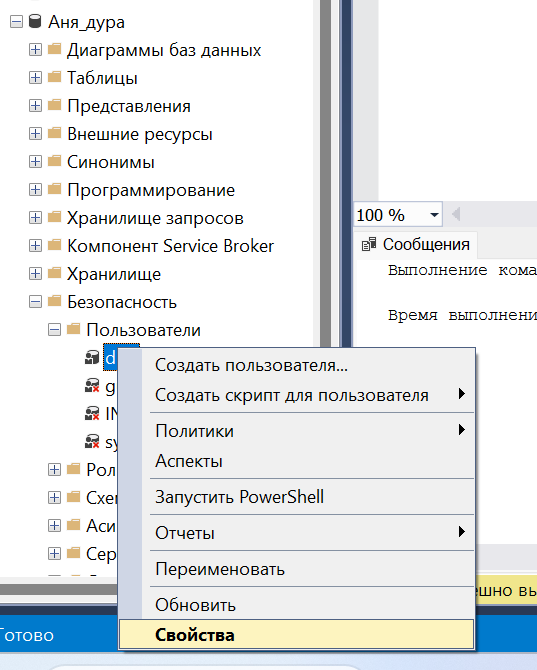 Аня_дура
Диаграммы баз данных
Таблицы
Представления
Внешние ресурсы
Синонимы
Программирование
Хранилище запросов
Компонент Service Broker
Хранилище
Безопасность
Пользователи
d
g
IN
sy
Рол
Схе
Аси
Сер
100 %
Сообщения
Выполнение кома
Время выполнени
Создать пользователя...
Создать скрипт для пользователя
Политики
Аспекты
Запустить PowerShell
Отчеты
Переименовать
Обновить
Свойства
ешно вы
Готово